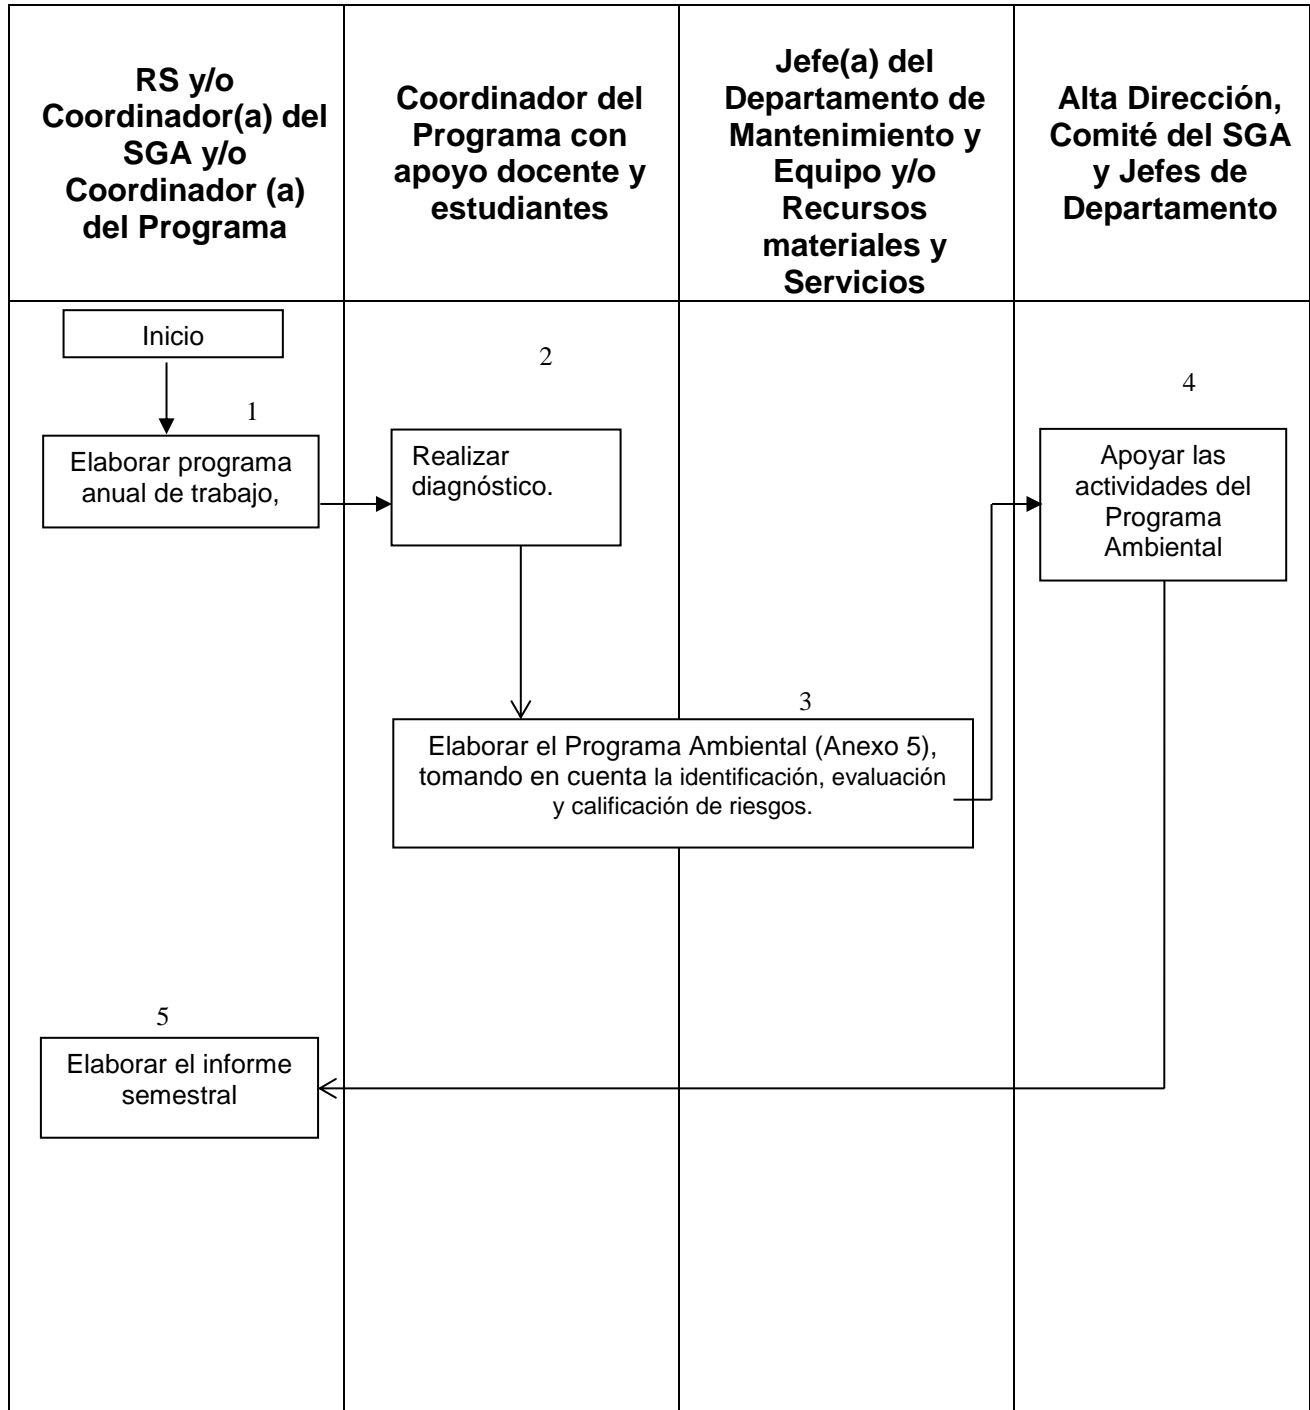 RS y/o
Coordinador(a) del
SGA y/o
Coordinador (a)
del Programa
Coordinador del
Programa con
apoyo docente y
estudiantes
Jefe(a) del
Departamento de
Mantenimiento y
Equipo y/o
Recursos
materiales y
Servicios
Alta Dirección,
Comité del SGA
y Jefes de
Departamento
Inicio
1
Elaborar programa
anual de trabajo,
2
Realizar
diagnóstico.
3
Elaborar el Programa Ambiental (Anexo 5),
tomando en cuenta la identificación, evaluación
y calificación de riesgos.
4
Apoyar las
actividades del
Programa
Ambiental
5
Elaborar el informe
semestral